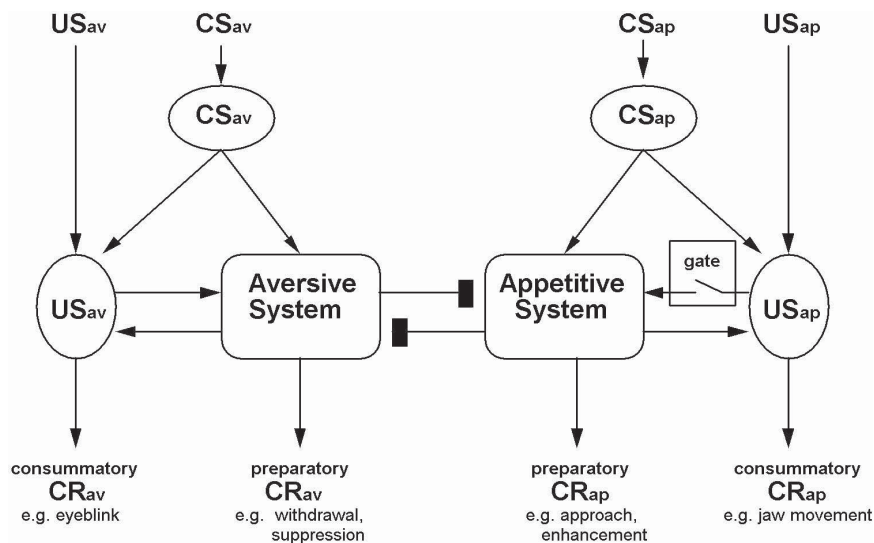 USav CSav CSap USap
CSav CSap
gate
Aversive
System
Appetitive
System
USav USap
consummatory preparatory preparatory consummatory
CRav CRav CRap CRap
e.g. eyeblink e.g. withdrawal, e.g. approach, e.g. jaw movement
suppression enhancement